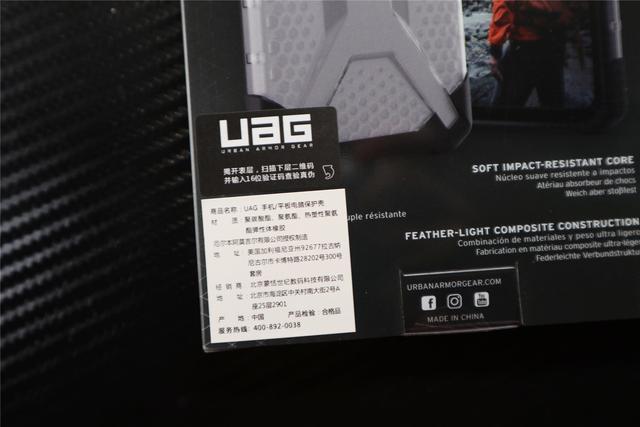 UAG
URBAN ARMOR GEAR
揭开表层，扫描下层二维码
并输入16位验证码查验真伪
商品名称：UAG 手机/平板电脑保护壳
材 质：聚碳酸酯、聚氨酯、热塑性聚氨
酯弹性体橡胶
厄尔本阿莫吉尔有限公司授权制造
地 址：美国加利福尼亚州92677拉古纳
尼古尔市卡博特路28202号300号
套房
经 销 商：北京蒙恬世纪数码科技有限公司
地 址：北京市海淀区中关村南大街2号A
座25层2901
产 地：中国 产品检验：合格品
服务热线：400-892-0038
uple résistante
SOFT IMPACT-RESISTANT CORE
Núcleo suave resistente a impactos
Atériau absorbeur de chocs
Weich aber stoßfest
FEATHER-LIGHT COMPOSITE CONSTRUCTION
Combinación de materiales y peso ultra ligero
Fabrication en matériau composite ultra-lége
Federleichte Verbundstruktu
URBANARMORGEAR.COM
You Tube
MADE IN CHINA